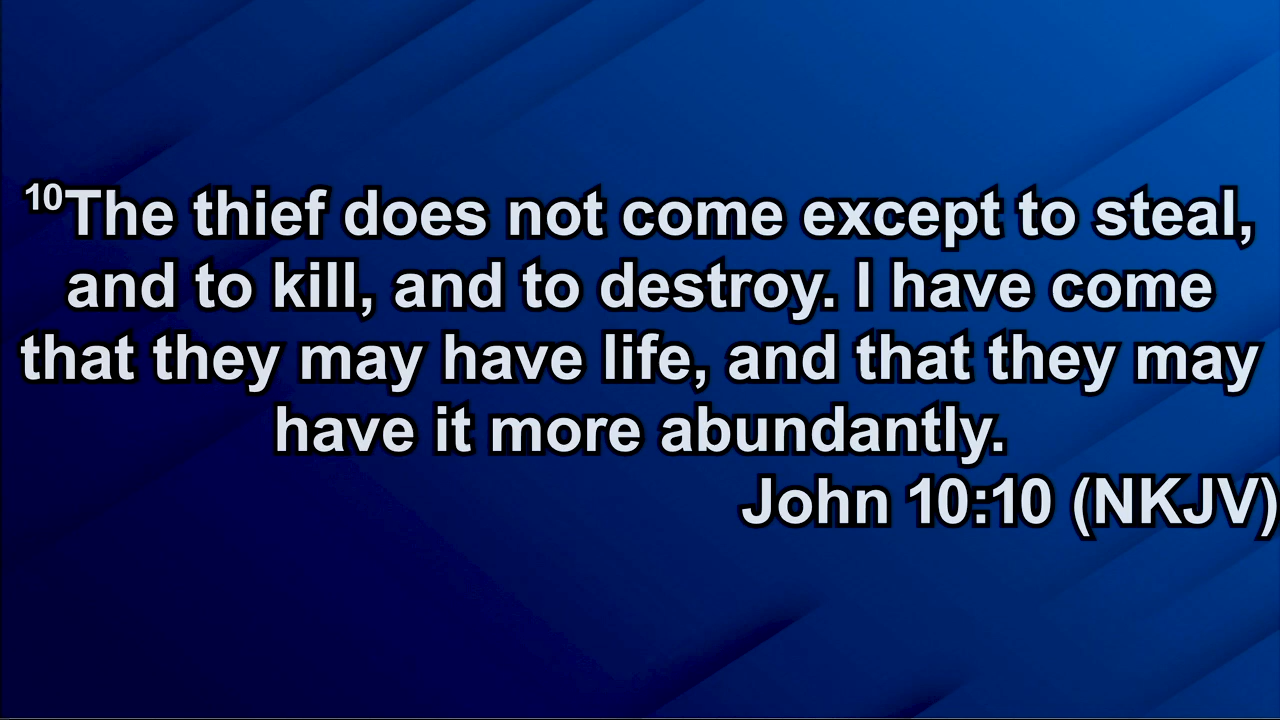 ¹⁰The thief does not come except to steal,
and to kill, and to destroy. I have come
that they may have life, and that they may
have it more abundantly.
John 10:10 (NKJV)